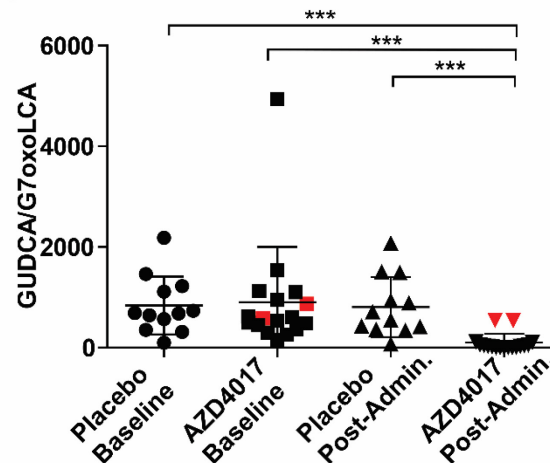 ***
***
***
6000
4000
2000
0
GUDCA/G7oxoLCA
Placebo
Baseline
AZD4017
Baseline
Placebo
Post-Admin.
AZD4017
Post-Admin.